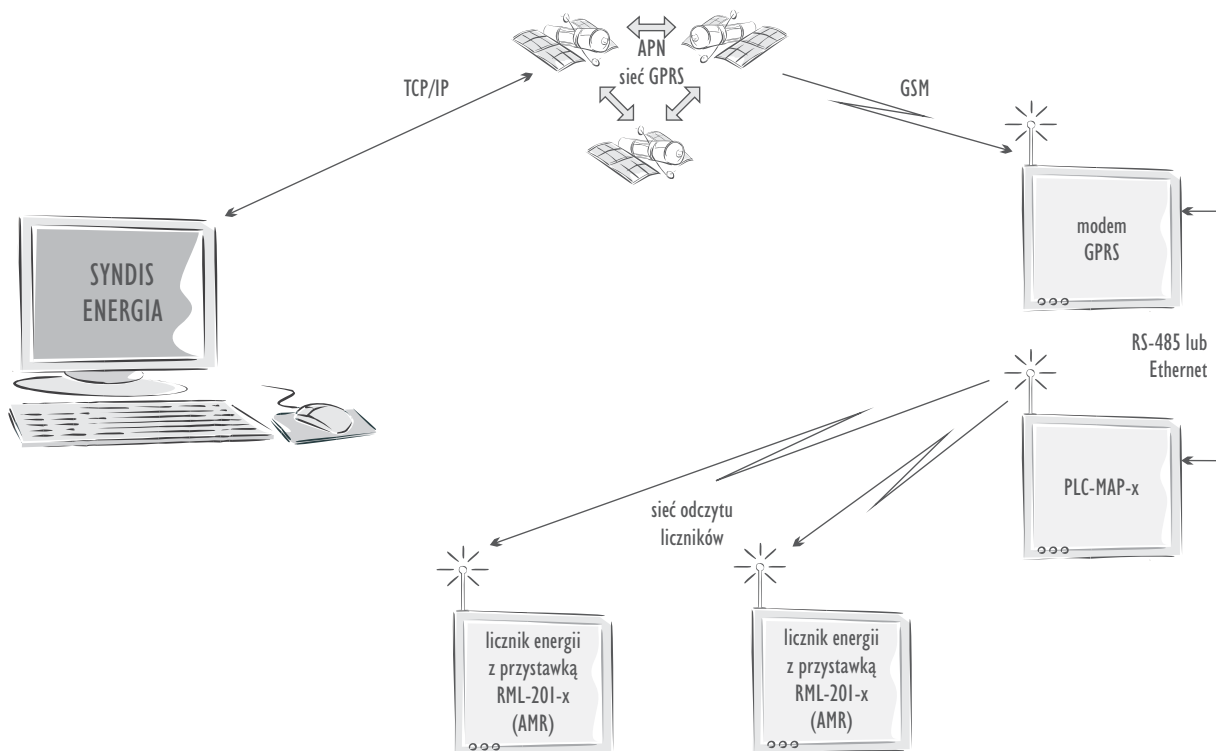 APN
sieć GPRS
TCP/IP
GSM
modem
GPRS
SYNDIS
ENERGIA
RS-485 lub
Ethernet
PLC-MAP-x
sieć odczytu
liczników
licznik energii
z przystawką
RML-201-x
(AMR)
licznik energii
z przystawką
RML-201-x
(AMR)